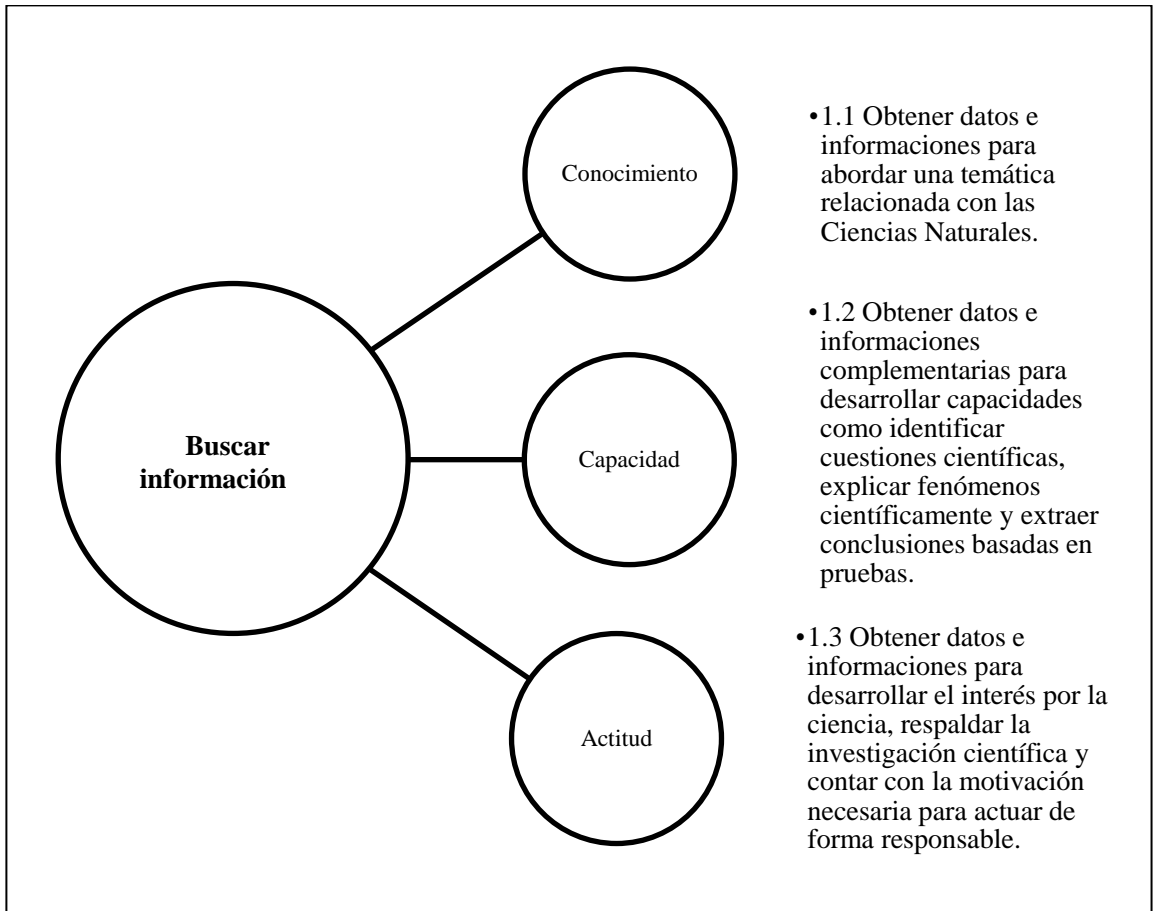 Buscar
información
Conocimiento
•1.1 Obtener datos e
informaciones para
abordar una temática
relacionada con las
Ciencias Naturales.
Capacidad
•1.2 Obtener datos e
informaciones
complementarias para
desarrollar capacidades
como identificar
cuestiones científicas,
explicar fenómenos
científicamente y extraer
conclusiones basadas en
pruebas.
Actitud
•1.3 Obtener datos e
informaciones para
desarrollar el interés por la
ciencia, respaldar la
investigación científica y
contar con la motivación
necesaria para actuar de
forma responsable.